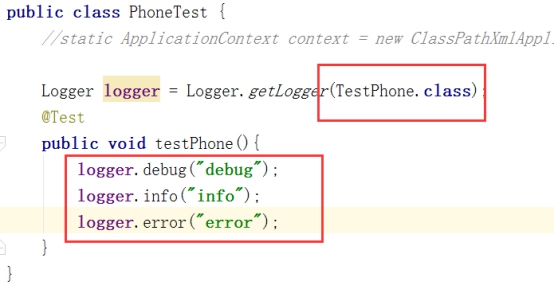 public class PhoneTest {
//static ApplicationContext context = new ClassPathXmlAppl
Logger logger = Logger.getLogger(TestPhone.class);
@Test
public void testPhone(){
logger.debug("debug");
logger.info("info");
logger.error("error");
}
}